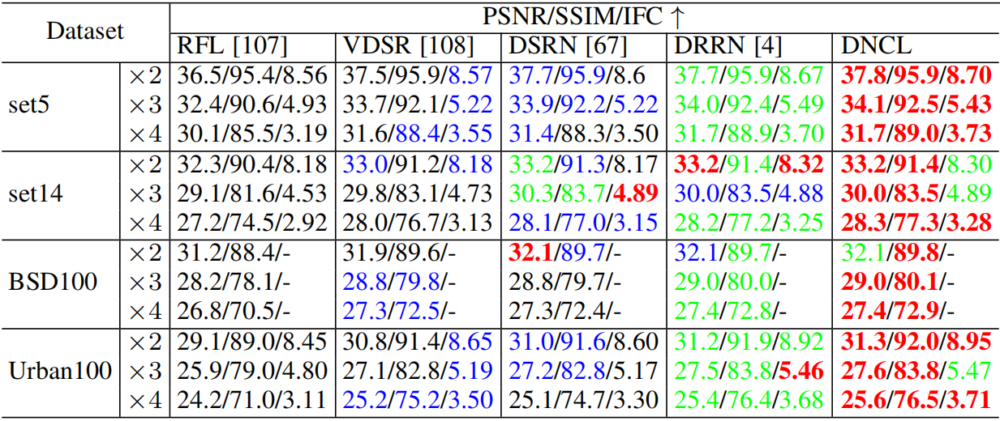 Dataset PSNR/SSIM/IFC ↑
RFL [107] VDSR [108] DSRN [67] DRRN [4] DNCL
×2 36.5/95.4/8.56 37.5/95.9/8.57 37.7/95.9/8.6 37.7/95.9/8.67 37.8/95.9/8.70
set5 ×3 32.4/90.6/4.93 33.7/92.1/5.22 33.9/92.2/5.22 34.0/92.4/5.49 34.1/92.5/5.43
×4 30.1/85.5/3.19 31.6/88.4/3.55 31.4/88.3/3.50 31.7/88.9/3.70 31.7/89.0/3.73
×2 32.3/90.4/8.18 33.0/91.2/8.18 33.2/91.3/8.17 33.2/91.4/8.32 33.2/91.4/8.30
set14 ×3 29.1/81.6/4.53 29.8/83.1/4.73 30.3/83.7/4.89 30.0/83.5/4.88 30.0/83.5/4.89
×4 27.2/74.5/2.92 28.0/76.7/3.13 28.1/77.0/3.15 28.2/77.2/3.25 28.3/77.3/3.28
×2 31.2/88.4/- 31.9/89.6/- 32.1/89.7/- 32.1/89.7/- 32.1/89.8/-
BSD100 ×3 28.2/78.1/- 28.8/79.8/- 28.8/79.7/- 29.0/80.0/- 29.0/80.1/-
×4 26.8/70.5/- 27.3/72.5/- 27.3/72.4/- 27.4/72.8/- 27.4/72.9/-
×2 29.1/89.0/8.45 30.8/91.4/8.65 31.0/91.6/8.60 31.2/91.9/8.92 31.3/92.0/8.95
Urban100 ×3 25.9/79.0/4.80 27.1/82.8/5.19 27.2/82.8/5.17 27.5/83.8/5.46 27.6/83.8/5.47
×4 24.2/71.0/3.11 25.2/75.2/3.50 25.1/74.7/3.30 25.4/76.4/3.68 25.6/76.5/3.71